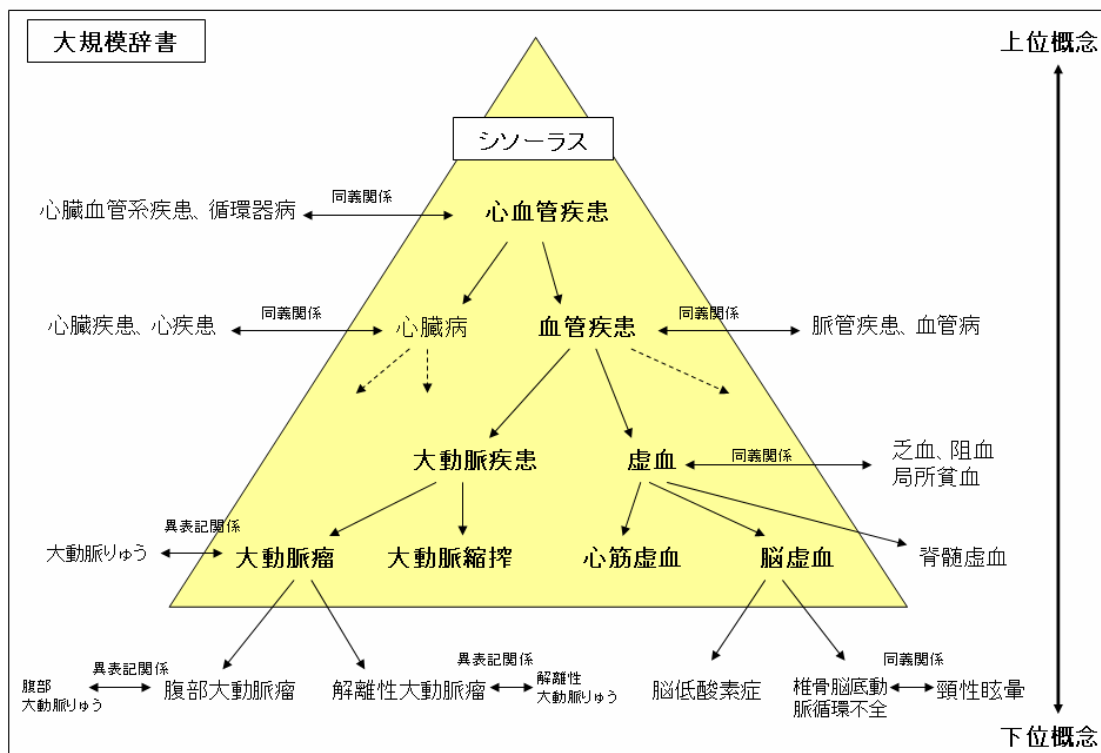 大規模辞書
上位概念
シソーラス
同義関係
心臓血管系疾患、循環器病
心血管疾患
同義関係
同義関係
心臓疾患、心疾患
心臓病
血管疾患
脈管疾患、血管病
大動脈疾患
虚血
同義関係
乏血、阻血
局所貧血
異表記関係
大動脈りゅう
大動脈瘤
大動脈縮搾
心筋虚血
脳虚血
脊髄虚血
異表記関係
異表記関係
同義関係
腹部
大動脈りゅう
腹部大動脈瘤
解離性大動脈瘤
解離性
大動脈りゅう
脳低酸素症
椎骨脳底動
脈循環不全
頸性眩暈
下位概念